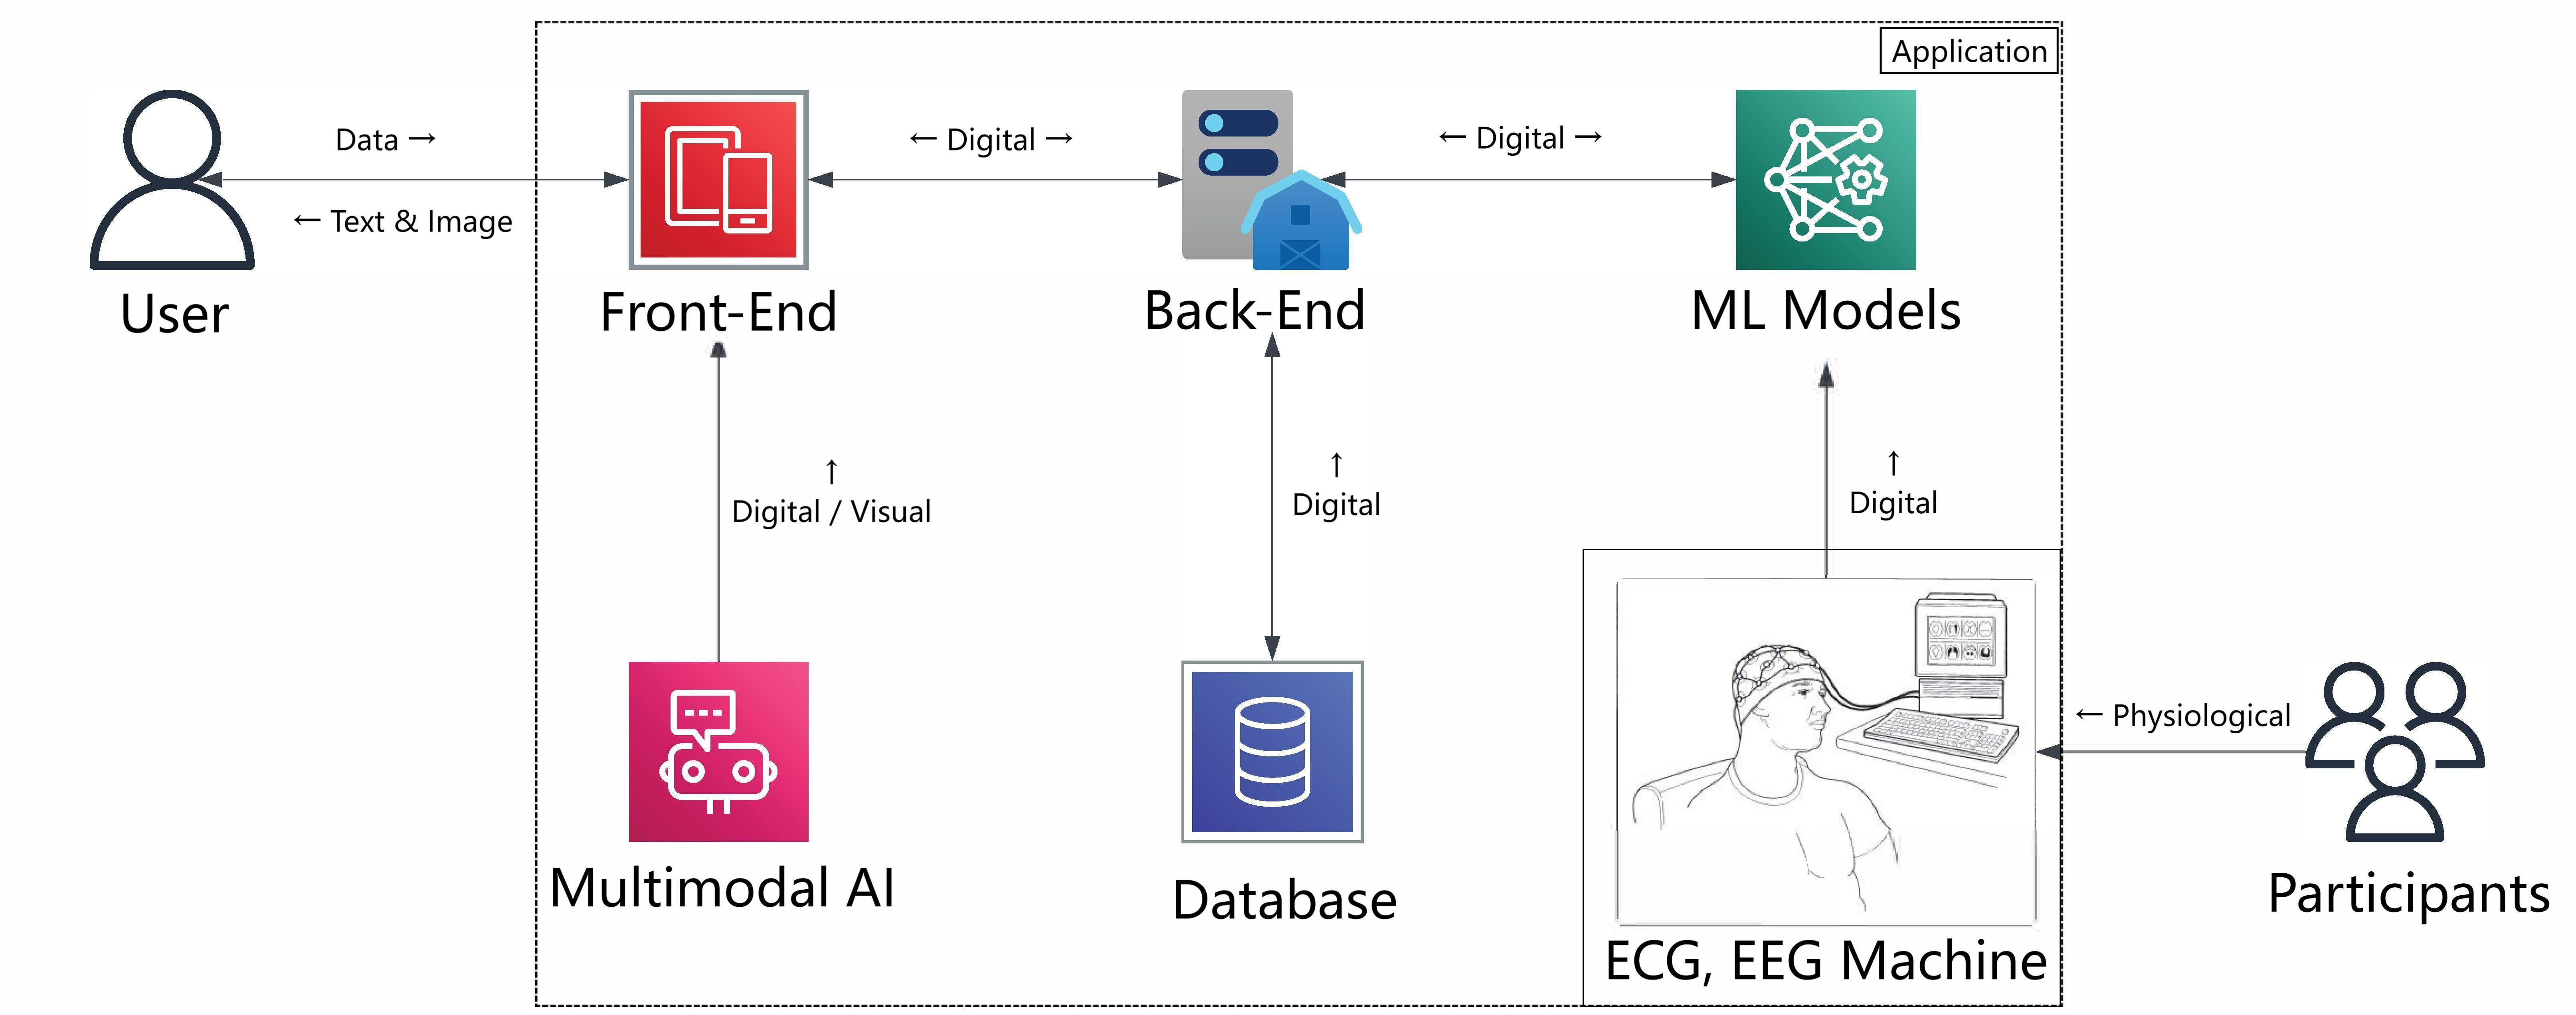 Application
Data →
← Digital →
← Digital →
← Text & Image
User
Front-End
Back-End
ML Models
↑
Digital / Visual
↑
Digital
↑
Digital
← Physiological
Multimodal AI
Database
ECG, EEG Machine
Participants